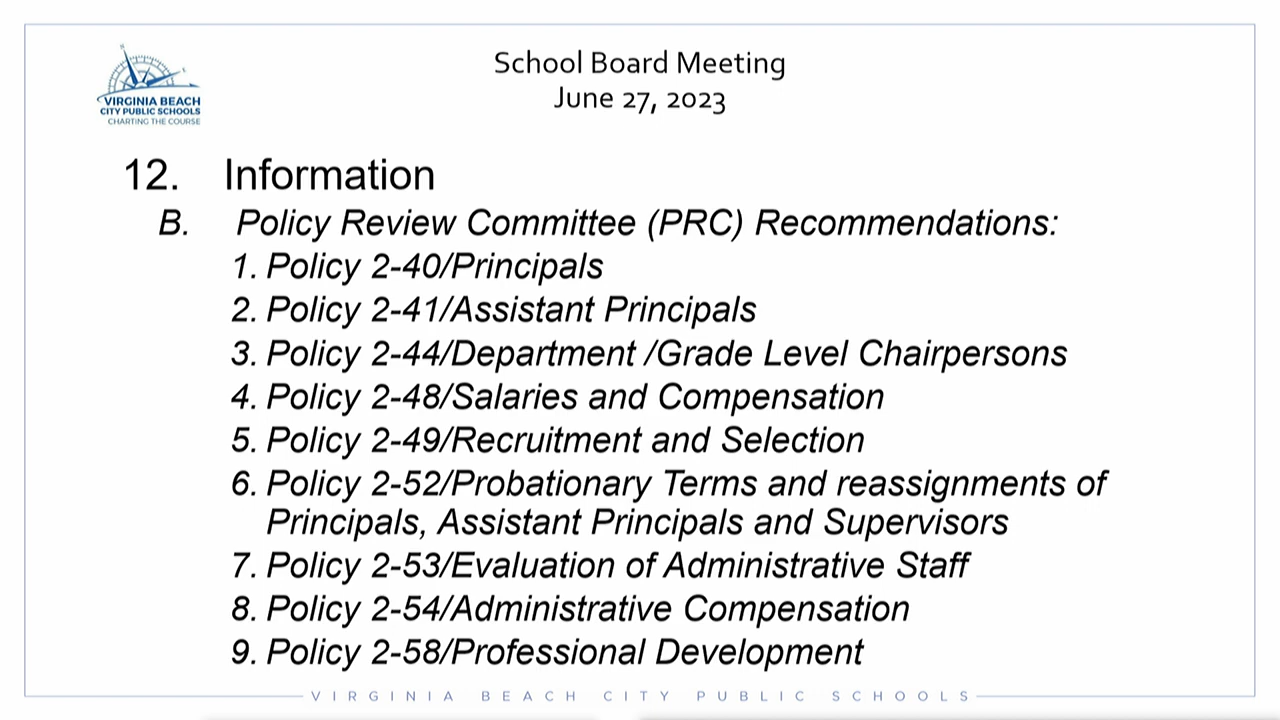 VIRGINIA BEACH
CITY PUBLIC SCHOOLS
CHARTING THE COURSE
School Board Meeting
June 27, 2023
12. Information
B. Policy Review Committee (PRC) Recommendations:
1. Policy 2-40/Principals
2. Policy 2-41/Assistant Principals
3. Policy 2-44/Department /Grade Level Chairpersons
4. Policy 2-48/Salaries and Compensation
5. Policy 2-49/Recruitment and Selection
6. Policy 2-52/Probationary Terms and reassignments of
Principals, Assistant Principals and Supervisors
7. Policy 2-53/Evaluation of Administrative Staff
8. Policy 2-54/Administrative Compensation
9. Policy 2-58/Professional Development
VIRGINIA BEACH CITY PUBLIC SCHOOLS